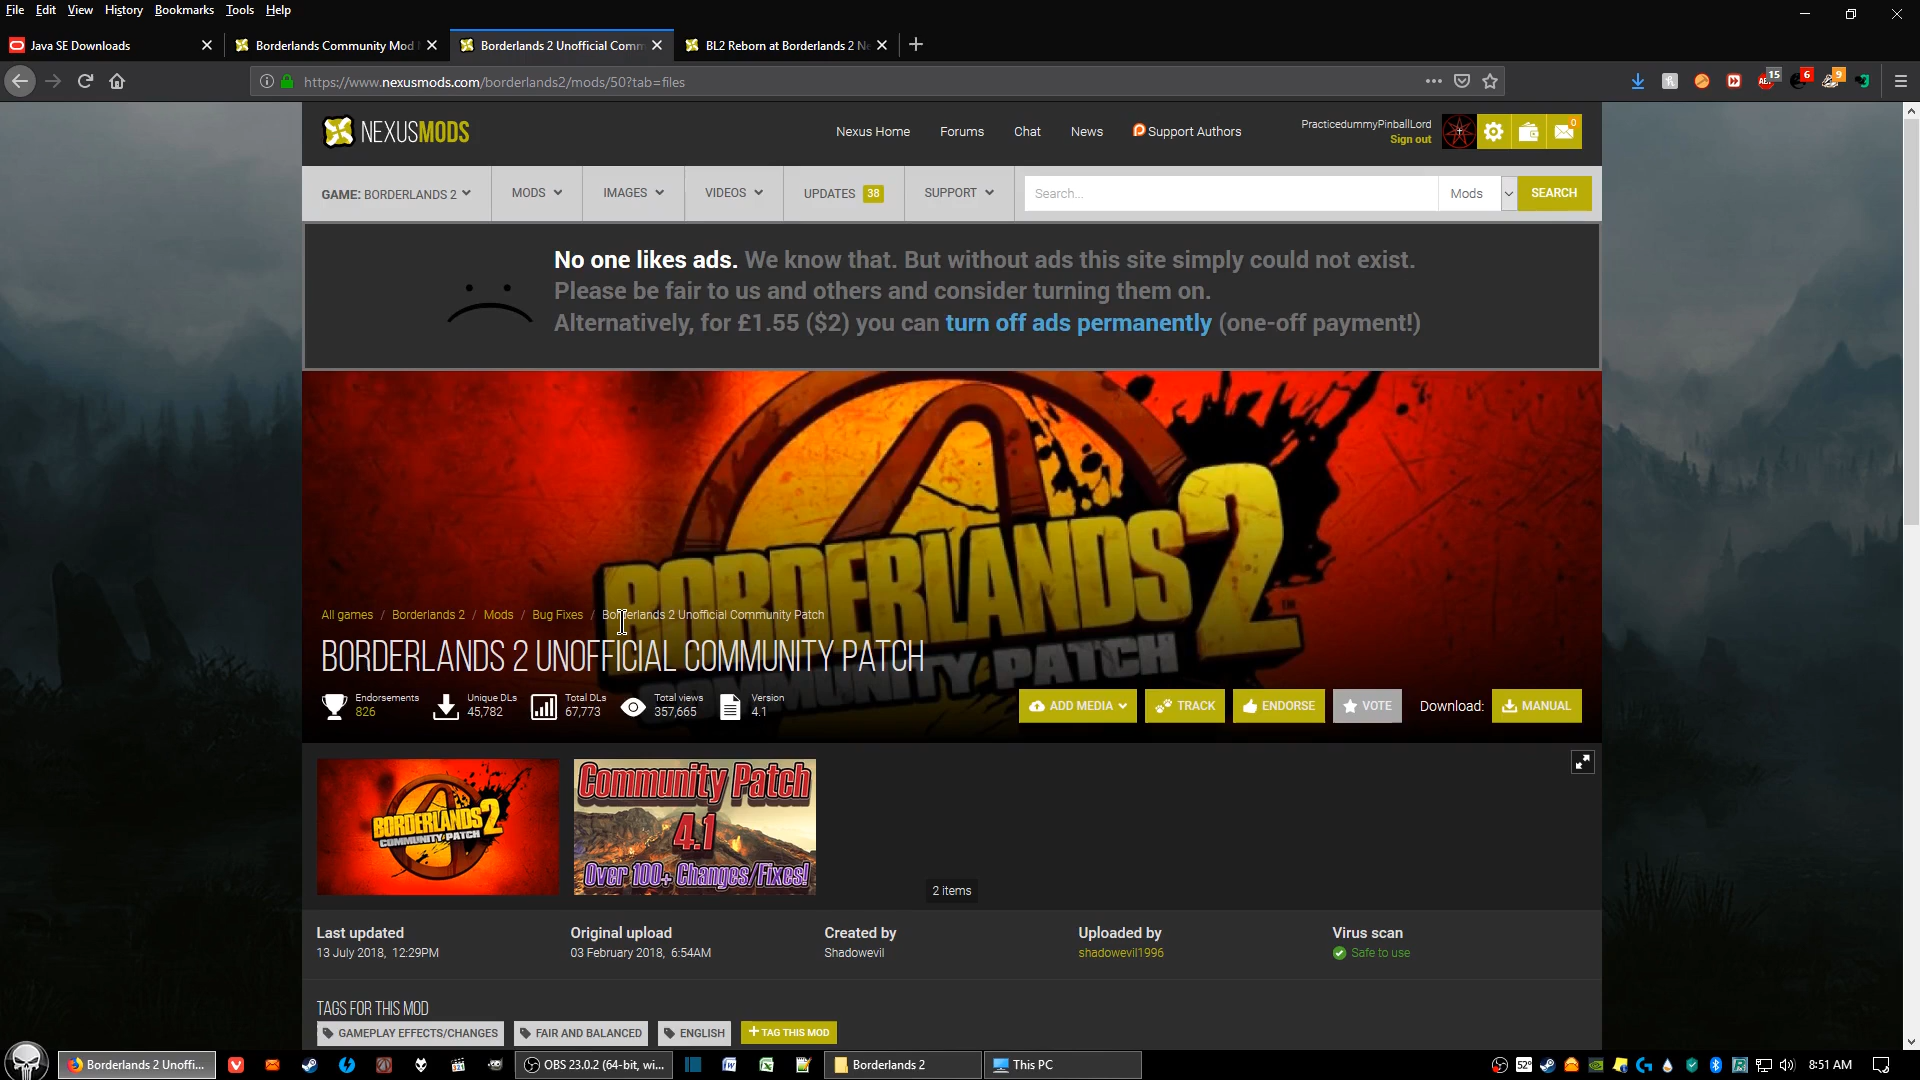 File Edit View History Bookmarks Tools Help
Java SE Downloads
Borderlands Community Mod
Borderlands 2 Unofficial Comm
BL2 Reborn at Borderlands 2 Ne
https://www.nexusmods.com/borderlands2/mods/50?tab=files
15 6 9
NEXUSMODS
Nexus Home Forums Chat News Support Authors
PracticedummyPinballLord
Sign out
0
GAME: BORDERLANDS 2 MODS IMAGES VIDEOS UPDATES 38 SUPPORT Search... Mods SEARCH
No one likes ads. We know that. But without ads this site simply could not exist.
Please be fair to us and others and consider turning them on.
Alternatively, for £1.55 ($2) you can turn off ads permanently (one-off payment!)
BORDERLANDS 2
COMMUNITY PATCH
All games / Borderlands 2 / Mods / Bug Fixes / Borderlands 2 Unofficial Community Patch
BORDERLANDS 2 UNOFFICIAL COMMUNITY PATCH
Endorsements
826
Unique DLs
45,782
Total DLs
67,773
Total views
357,665
Version
4.1
ADD MEDIA TRACK ENDORSE VOTE Download: MANUAL
BORDERLANDS 2
COMMUNITY PATCH
Community Patch
4.1
Over 100+ Changes/Fixes!
2 items
Last updated
13 July 2018, 12:29PM
Original upload
03 February 2018, 6:54AM
Created by
Shadowevil
Uploaded by
shadowevil1996
Virus scan
Safe to use
TAGS FOR THIS MOD
GAMEPLAY EFFECTS/CHANGES FAIR AND BALANCED ENGLISH + TAG THIS MOD
Borderlands 2 Unoffi...
OBS 23.0.2 (64-bit, wi...
Borderlands 2
This PC
52°
8:51 AM